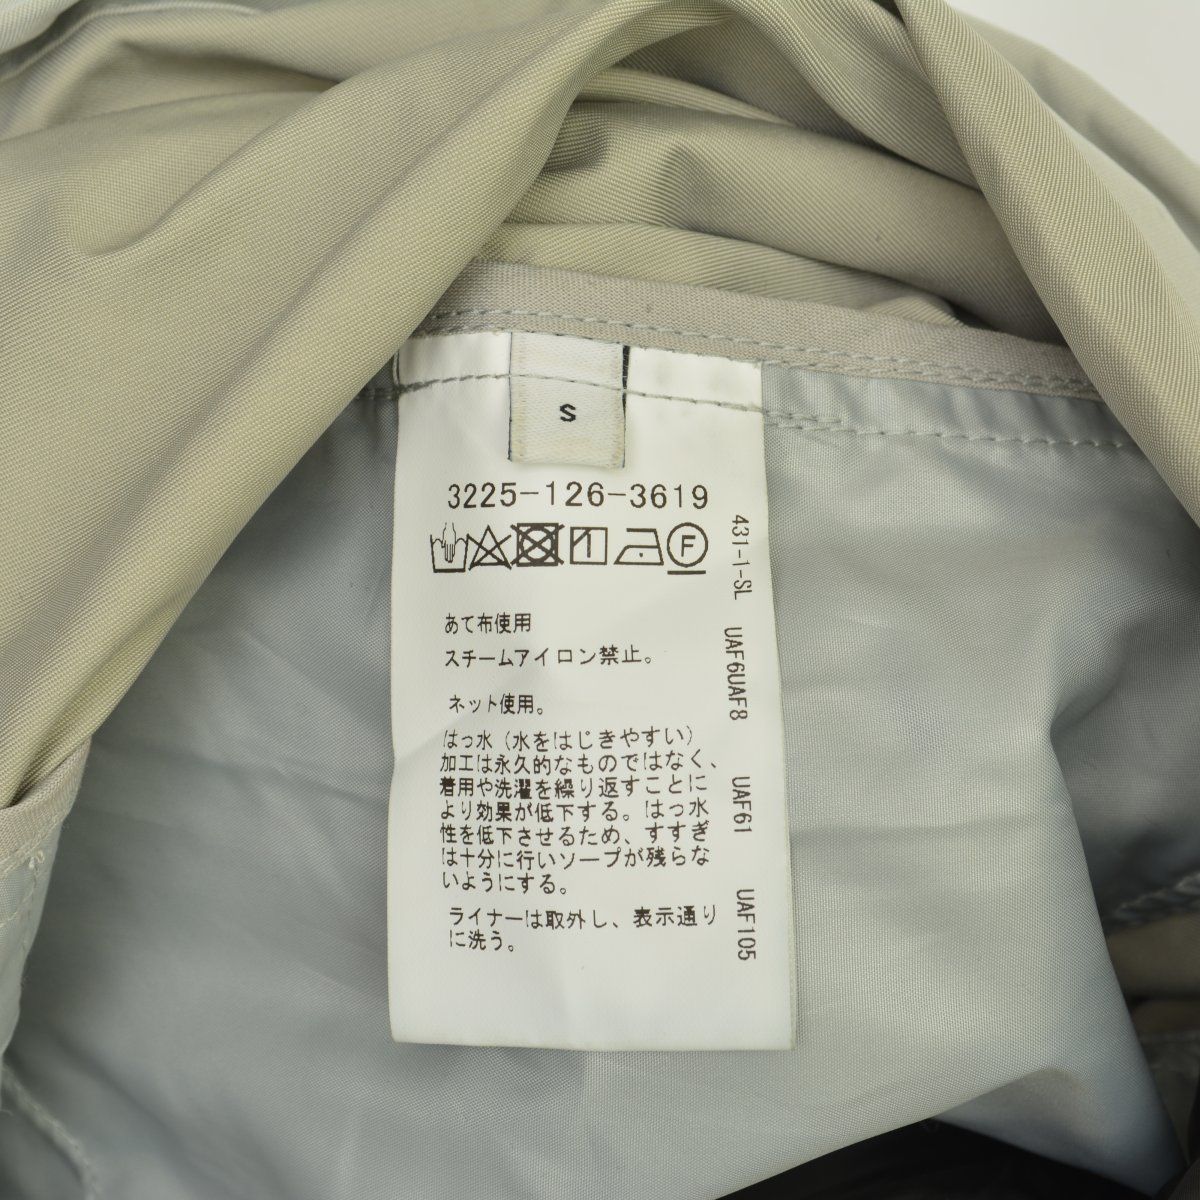 S
3225-126-3619
F
あて布使用
スチームアイロン禁止。
ネット使用。
はっ水（水をはじきやすい）
加工は永久的なものではなく、
着用や洗濯を繰り返すことに
より効果が低下する。はっ水
性を低下させるため、すすぎ
は十分に行いソープが残らな
いようにする。
ライナーは取外し、表示通り
に洗う。
431-1-SL UAF6UAF8 UAF61 UAF105